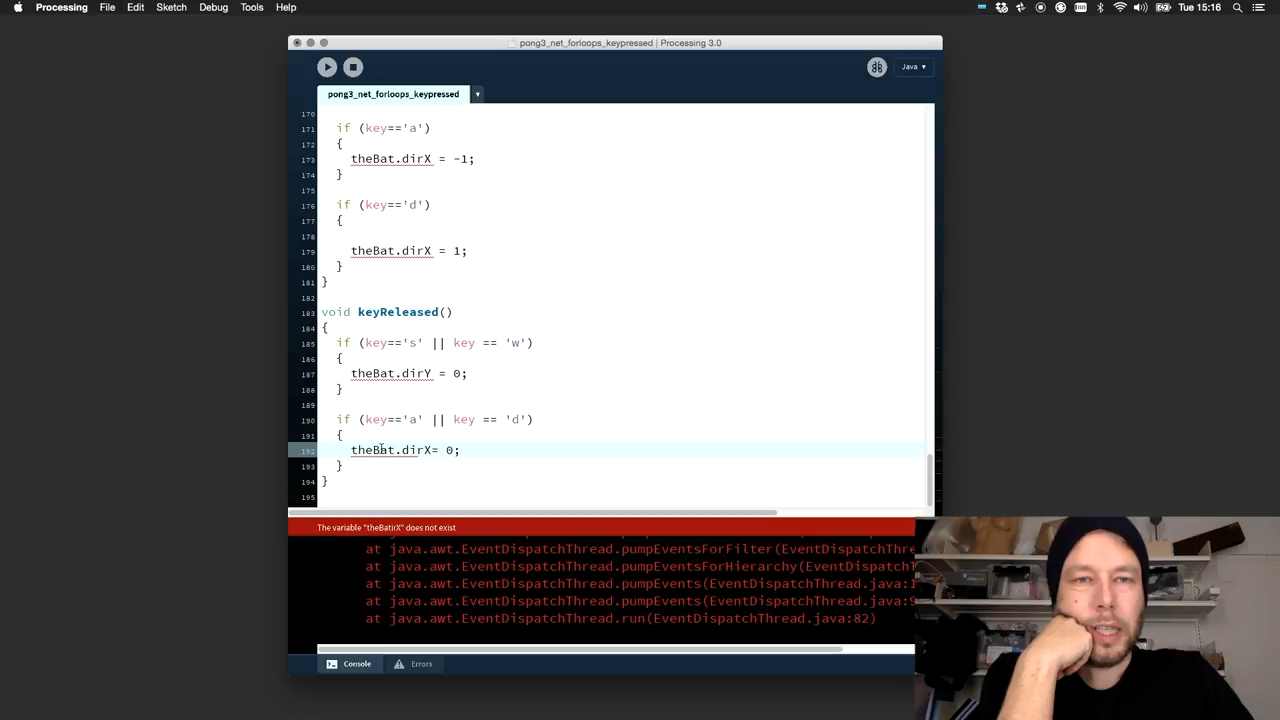 Processing File Edit Sketch Debug Tools Help Tue 15:16
pong3_net_forloops_keypressed | Processing 3.0
Java ▾
pong3_net_forloops_keypressed ▾
170
171 if (key=='a')
172 {
173 theBat.dirX = -1;
174 }
175
176 if (key=='d')
177 {
178
179 theBat.dirX = 1;
180 }
181 }
182
183 void keyReleased()
184 {
185 if (key=='s' || key == 'w')
186 {
187 theBat.dirY = 0;
188 }
189
190 if (key=='a' || key == 'd')
191 {
192 theBat.dirX= 0;
193 }
194 }
195
The variable "theBatirX" does not exist
at java.awt.EventDispatchThread.pumpEventsForFilter(EventDispatchThre
at java.awt.EventDispatchThread.pumpEventsForHierarchy(EventDispatchT
at java.awt.EventDispatchThread.pumpEvents(EventDispatchThread.java:1
at java.awt.EventDispatchThread.pumpEvents(EventDispatchThread.java:9
at java.awt.EventDispatchThread.run(EventDispatchThread.java:82)
Console Errors